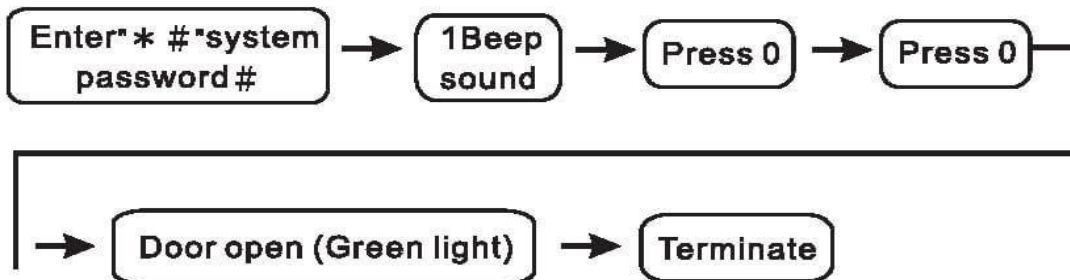 Enter"* #"system
password#
1Beep
sound
Press 0
Press 0
Door open (Green light)
Terminate